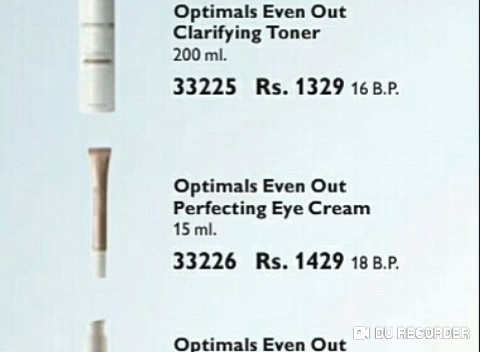 Optimals Even Out
Clarifying Toner
200 ml.
33225 Rs. 1329 16 B.P.
Optimals Even Out
Perfecting Eye Cream
15 ml.
33226 Rs. 1429 18 B.P.
DU RECORDER
Optimals Even Out